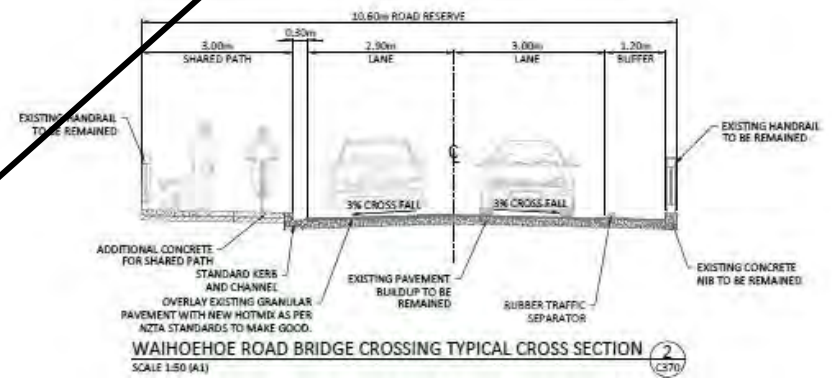 10.60m ROAD RESERVE
0.30m
3.00m
SHARED PATH
2.90m
LANE
3.00m
LANE
1.20m
BUFFER
EXISTING HANDRAIL
TO BE REMAINED
EXISTING HANDRAIL
TO BE REMAINED
3% CROSS FALL
3% CROSS FALL
ADDITIONAL CONCRETE
FOR SHARED PATH
STANDARD KERB
AND CHANNEL
OVERLAY EXISTING GRANULAR
PAVEMENT WITH NEW HOTMIX AS PER
NZTA STANDARDS TO MAKE GOOD.
EXISTING PAVEMENT
BUILDUP TO BE
REMAINED
RUBBER TRAFFIC
SEPARATOR
EXISTING CONCRETE
NIB TO BE REMAINED
WAIHOEHOE ROAD BRIDGE CROSSING TYPICAL CROSS SECTION
2
C370
SCALE 1:50 (A1)